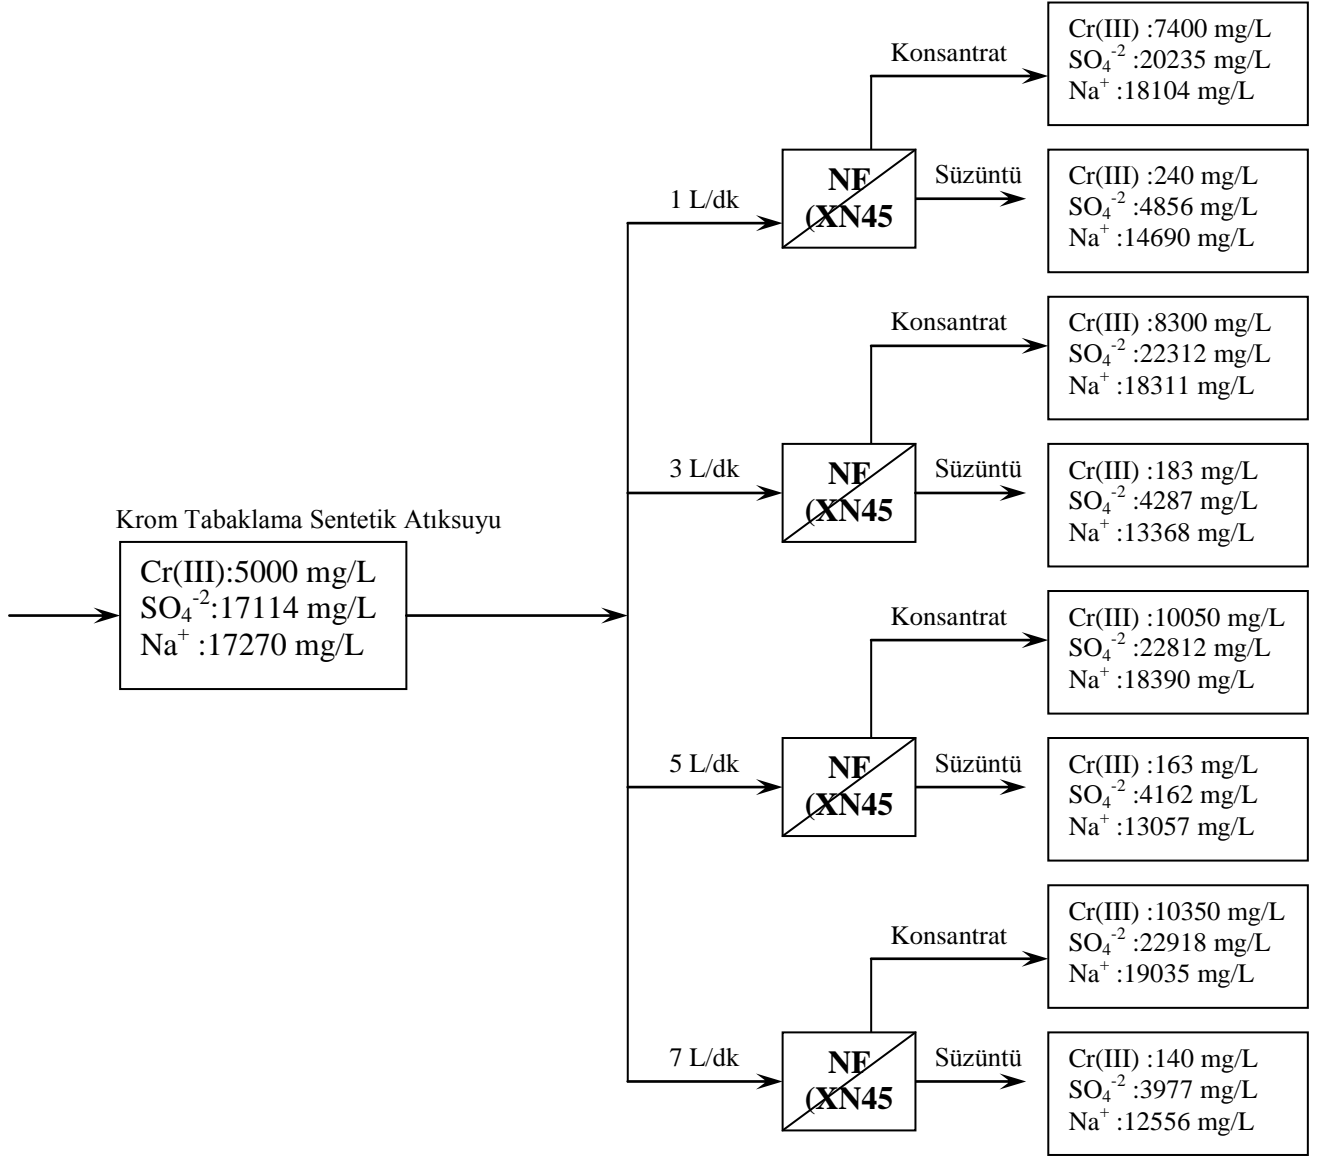 Krom Tabaklama Sentetik Atıksuyu
Cr(III):5000 mg/L
SO₄⁻²:17114 mg/L
Na⁺ :17270 mg/L
1 L/dk
NF
(XN45
Konsantrat
Cr(III) :7400 mg/L
SO₄⁻² :20235 mg/L
Na⁺ :18104 mg/L
Süzüntü
Cr(III) :240 mg/L
SO₄⁻² :4856 mg/L
Na⁺ :14690 mg/L
3 L/dk
NF
(XN45
Konsantrat
Cr(III) :8300 mg/L
SO₄⁻² :22312 mg/L
Na⁺ :18311 mg/L
Süzüntü
Cr(III) :183 mg/L
SO₄⁻² :4287 mg/L
Na⁺ :13368 mg/L
5 L/dk
NF
(XN45
Konsantrat
Cr(III) :10050 mg/L
SO₄⁻² :22812 mg/L
Na⁺ :18390 mg/L
Süzüntü
Cr(III) :163 mg/L
SO₄⁻² :4162 mg/L
Na⁺ :13057 mg/L
7 L/dk
NF
(XN45
Konsantrat
Cr(III) :10350 mg/L
SO₄⁻² :22918 mg/L
Na⁺ :19035 mg/L
Süzüntü
Cr(III) :140 mg/L
SO₄⁻² :3977 mg/L
Na⁺ :12556 mg/L